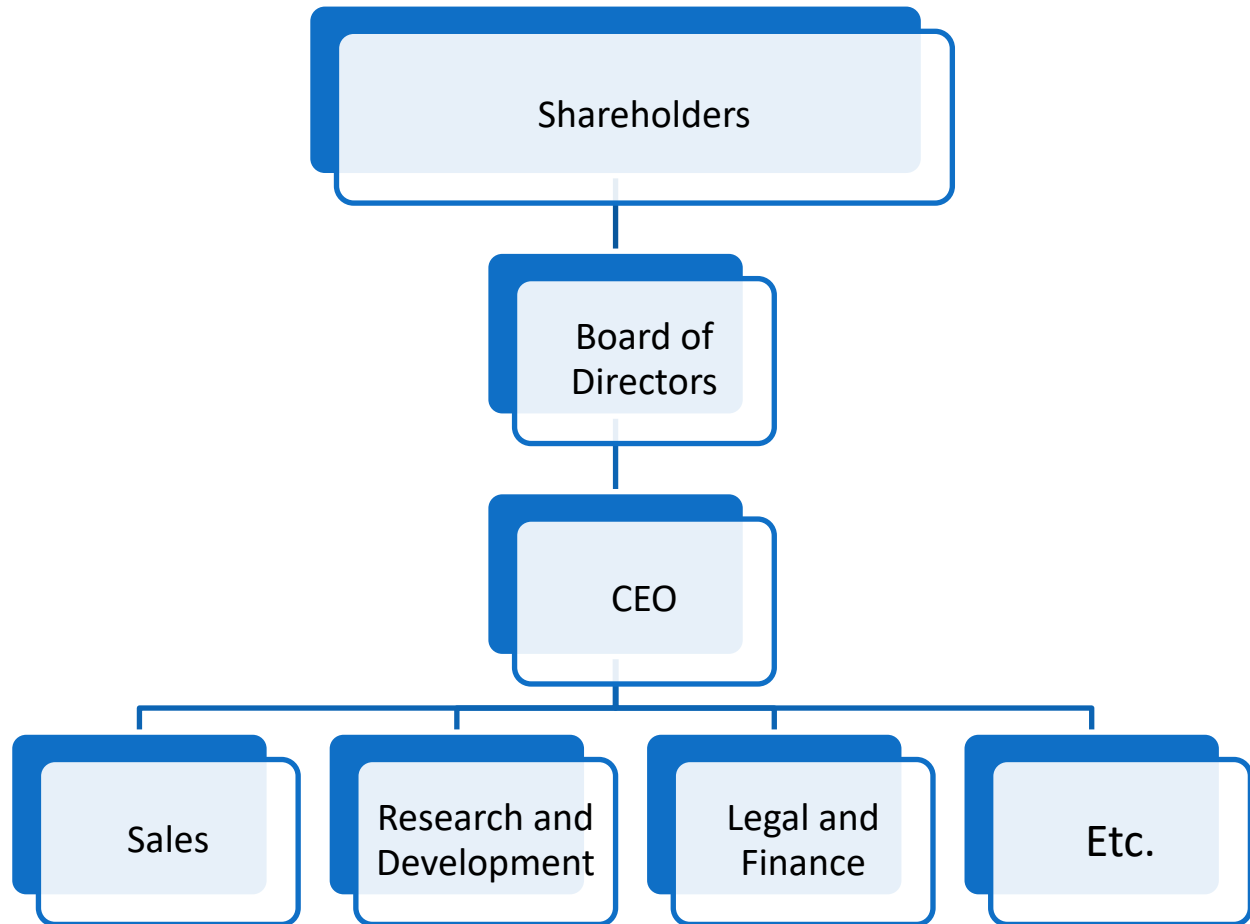 Shareholders
Board of
Directors
CEO
Sales
Research and
Development
Legal and
Finance
Etc.